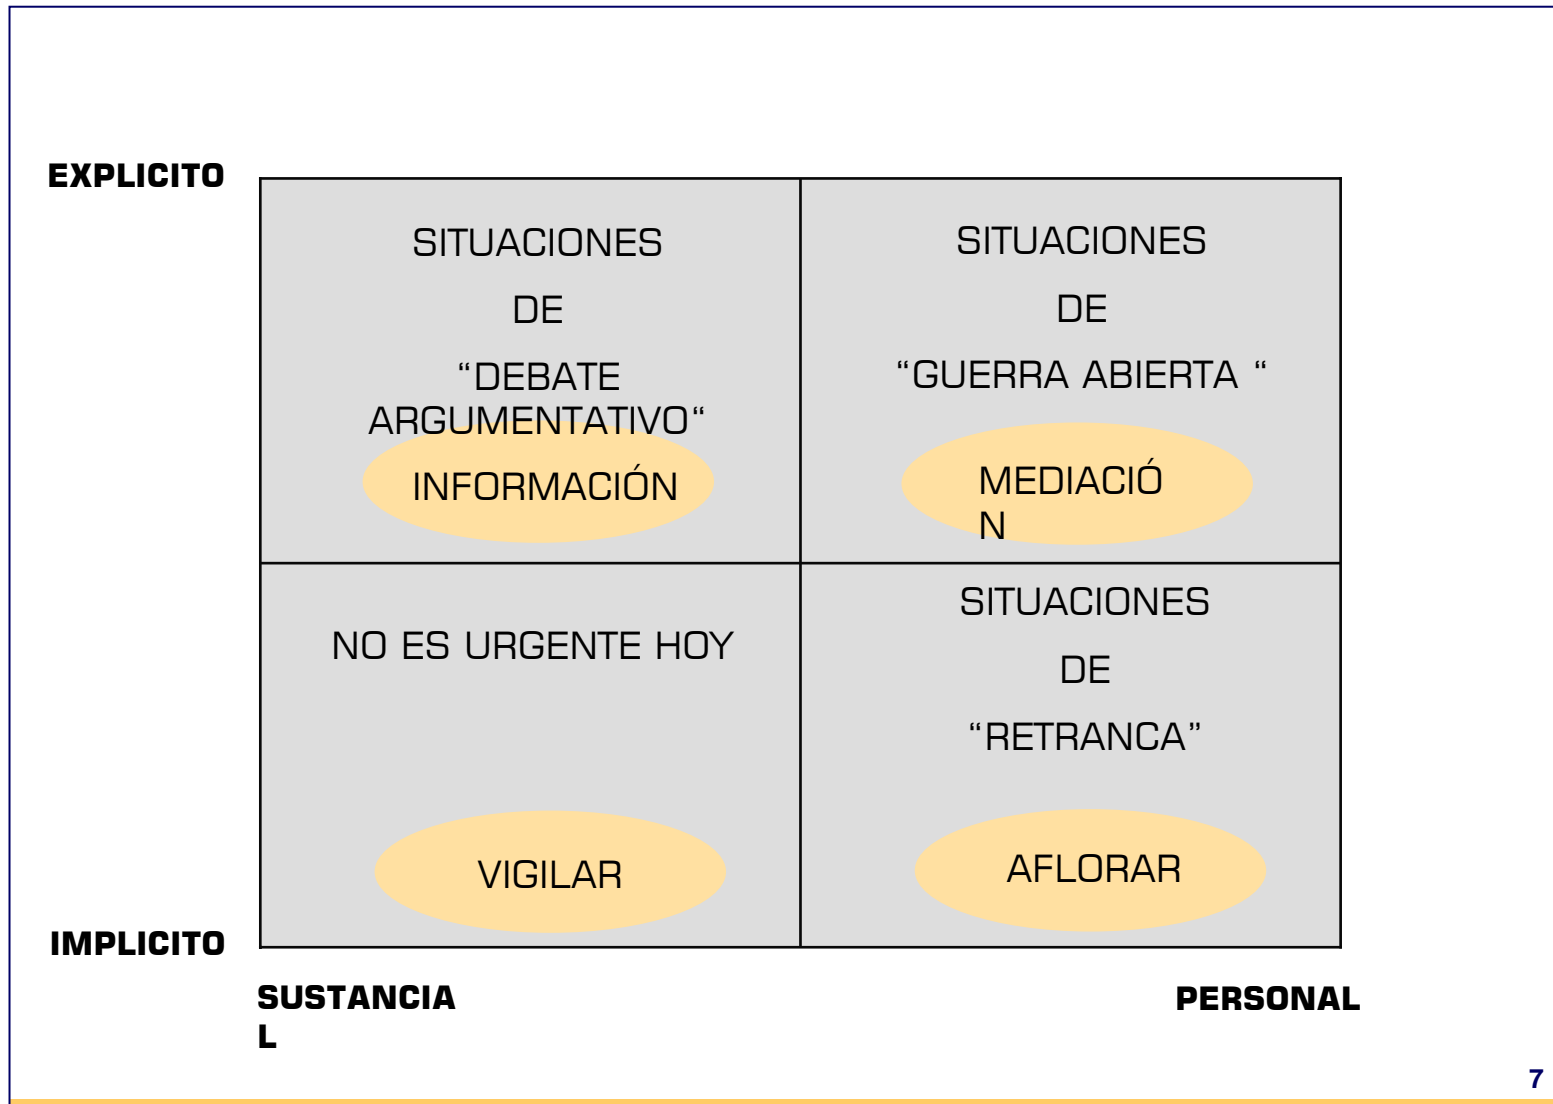 EXPLICITO
SITUACIONES
DE
“DEBATE
ARGUMENTATIVO“
INFORMACIÓN
SITUACIONES
DE
“GUERRA ABIERTA “
MEDIACIÓ
N
NO ES URGENTE HOY
VIGILAR
SITUACIONES
DE
“RETRANCA”
AFLORAR
IMPLICITO
SUSTANCIA
L
PERSONAL
7